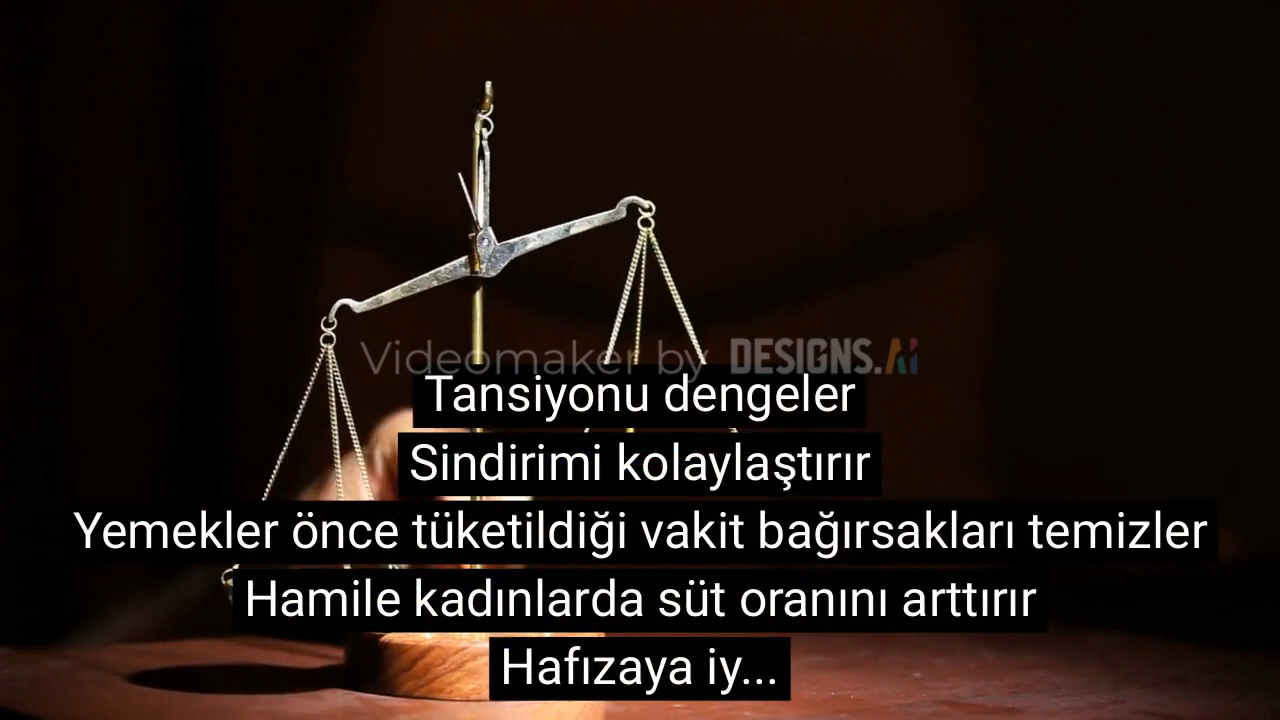 Videomaker by DESIGNS.AI
Tansiyonu dengeler
Sindirimi kolaylaştırır
Yemekler önce tüketildiği vakit bağırsakları temizler
Hamile kadınlarda süt oranını arttırır
Hafızaya iy...